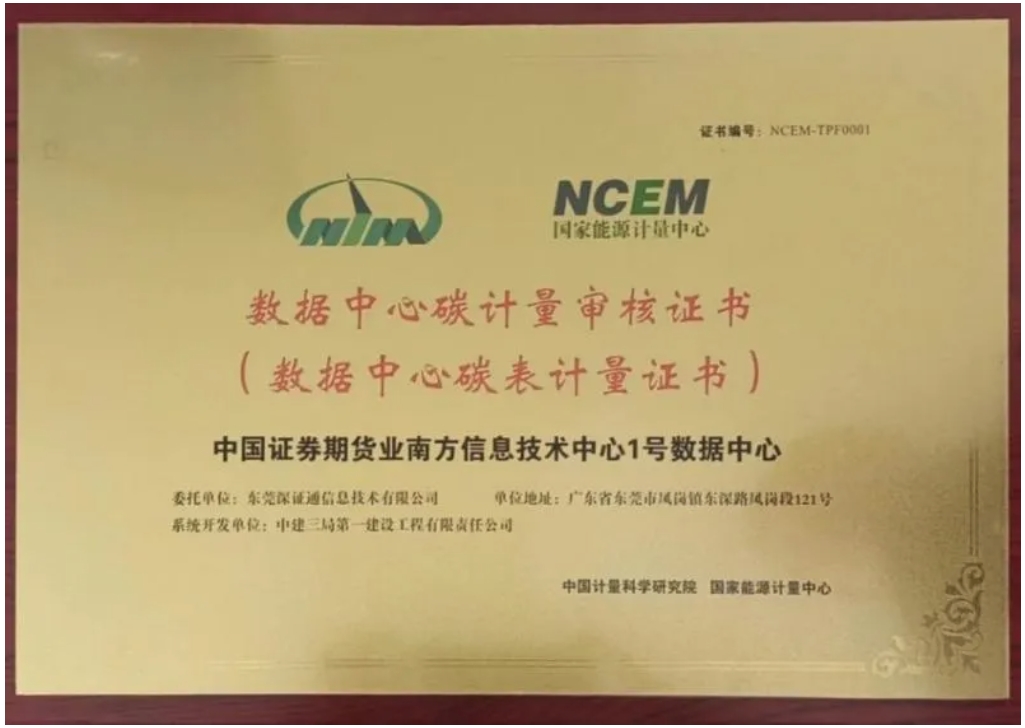 证书编号：NCEM-TPF0001
NIM
NCEM
国家能源计量中心
数据中心碳计量审核证书
（数据中心碳表计量证书）
中国证券期货业南方信息技术中心1号数据中心
委托单位：东莞深证通信息技术有限公司 单位地址：广东省东莞市凤岗镇东深路凤岗段121号
系统开发单位：中建三局第一建设工程有限责任公司
中国计量科学研究院 国家能源计量中心